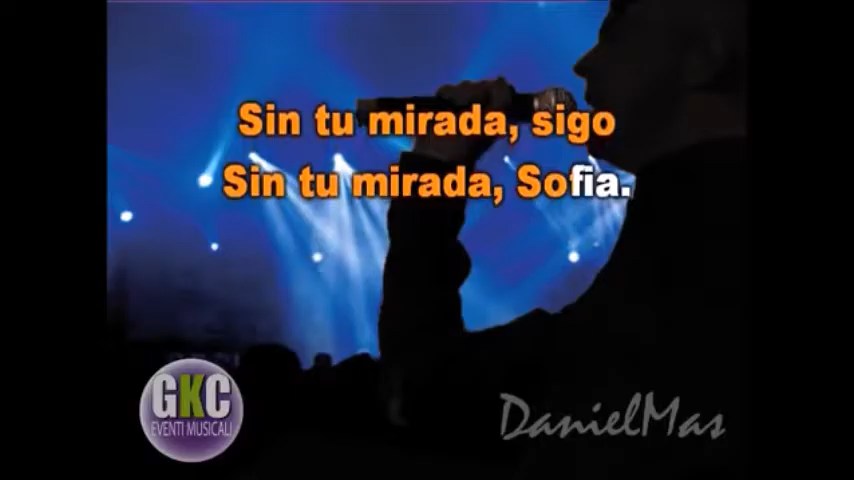 Sin tu mirada, sigo
Sin tu mirada, Sofia.
GKC
EVENTI MUSICALI
DanielMas